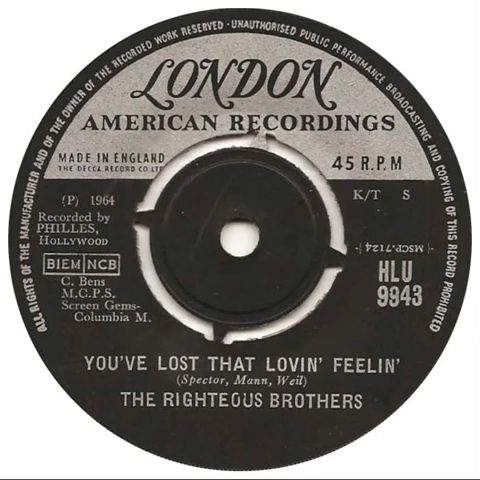 ALL RIGHTS OF THE MANUFACTURER AND OF THE OWNER OF THE RECORDED WORK RESERVED - UNAUTHORISED PUBLIC PERFORMANCE BROADCASTING AND COPYING OF THIS RECORD PROHIBITED
LONDON
AMERICAN RECORDINGS
MADE IN ENGLAND
THE DECCA RECORD CO LTD
45 R.P.M
(P) 1964
K/T S
Recorded by
PHILLES,
HOLLYWOOD
MSCP-7124
BIEM NCB
HLU
9943
C. Bens
M.C.P.S.
Screen Gems-
Columbia M.
YOU'VE LOST THAT LOVIN' FEELIN'
(Spector, Mann, Weil)
THE RIGHTEOUS BROTHERS